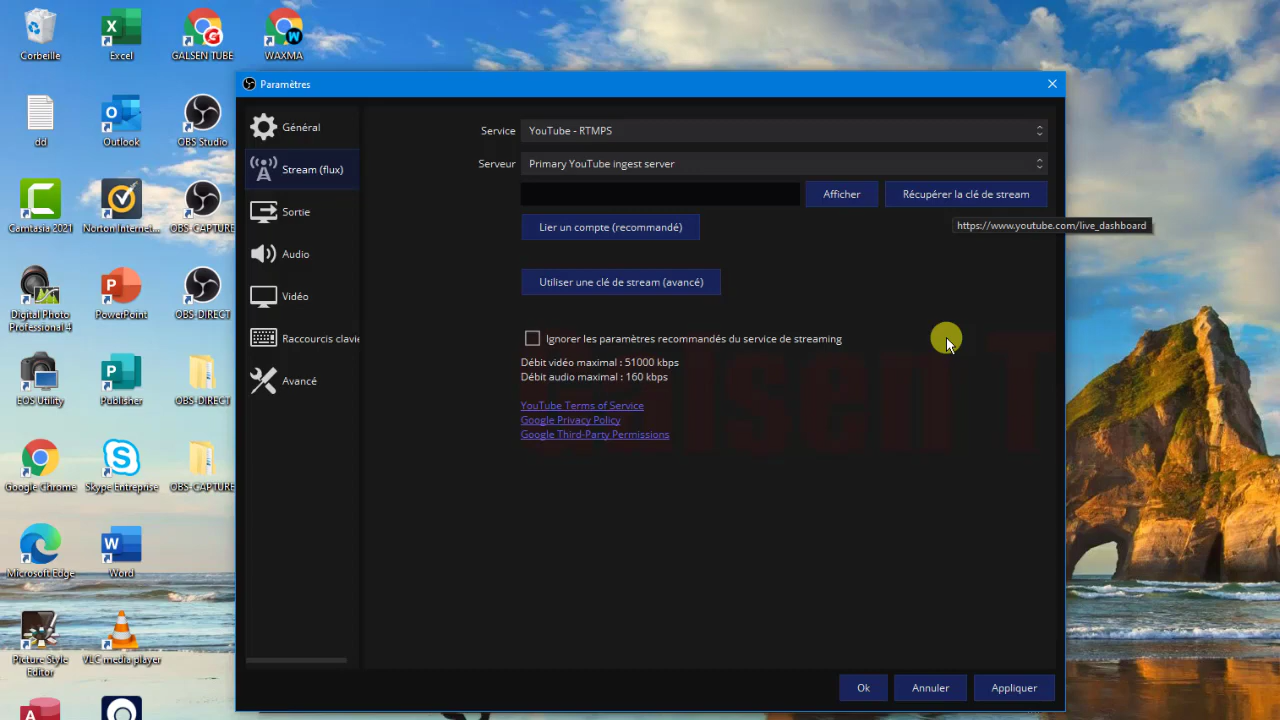 Corbeille
Excel
GALSEN TUBE
WAXMA
dd
Outlook
OBS Studio
Camtasia 2021
Norton Internet...
OBS-CAPTURE
Digital Photo
Professional 4
PowerPoint
OBS-DIRECT
EOS Utility
Publisher
OBS-DIRECT
Google Chrome
Skype Entreprise
OBS-CAPTURE
Microsoft Edge
Word
Picture Style
Editor
VLC media player
Paramètres
Général
Stream (flux)
Sortie
Audio
Vidéo
Raccourcis clavie
Avancé
Service
YouTube - RTMPS
Serveur
Primary YouTube ingest server
Afficher
Récupérer la clé de stream
https://www.youtube.com/live_dashboard
Lier un compte (recommandé)
Utiliser une clé de stream (avancé)
Ignorer les paramètres recommandés du service de streaming
Débit vidéo maximal : 51000 kbps
Débit audio maximal : 160 kbps
YouTube Terms of Service
Google Privacy Policy
Google Third-Party Permissions
Ok
Annuler
Appliquer